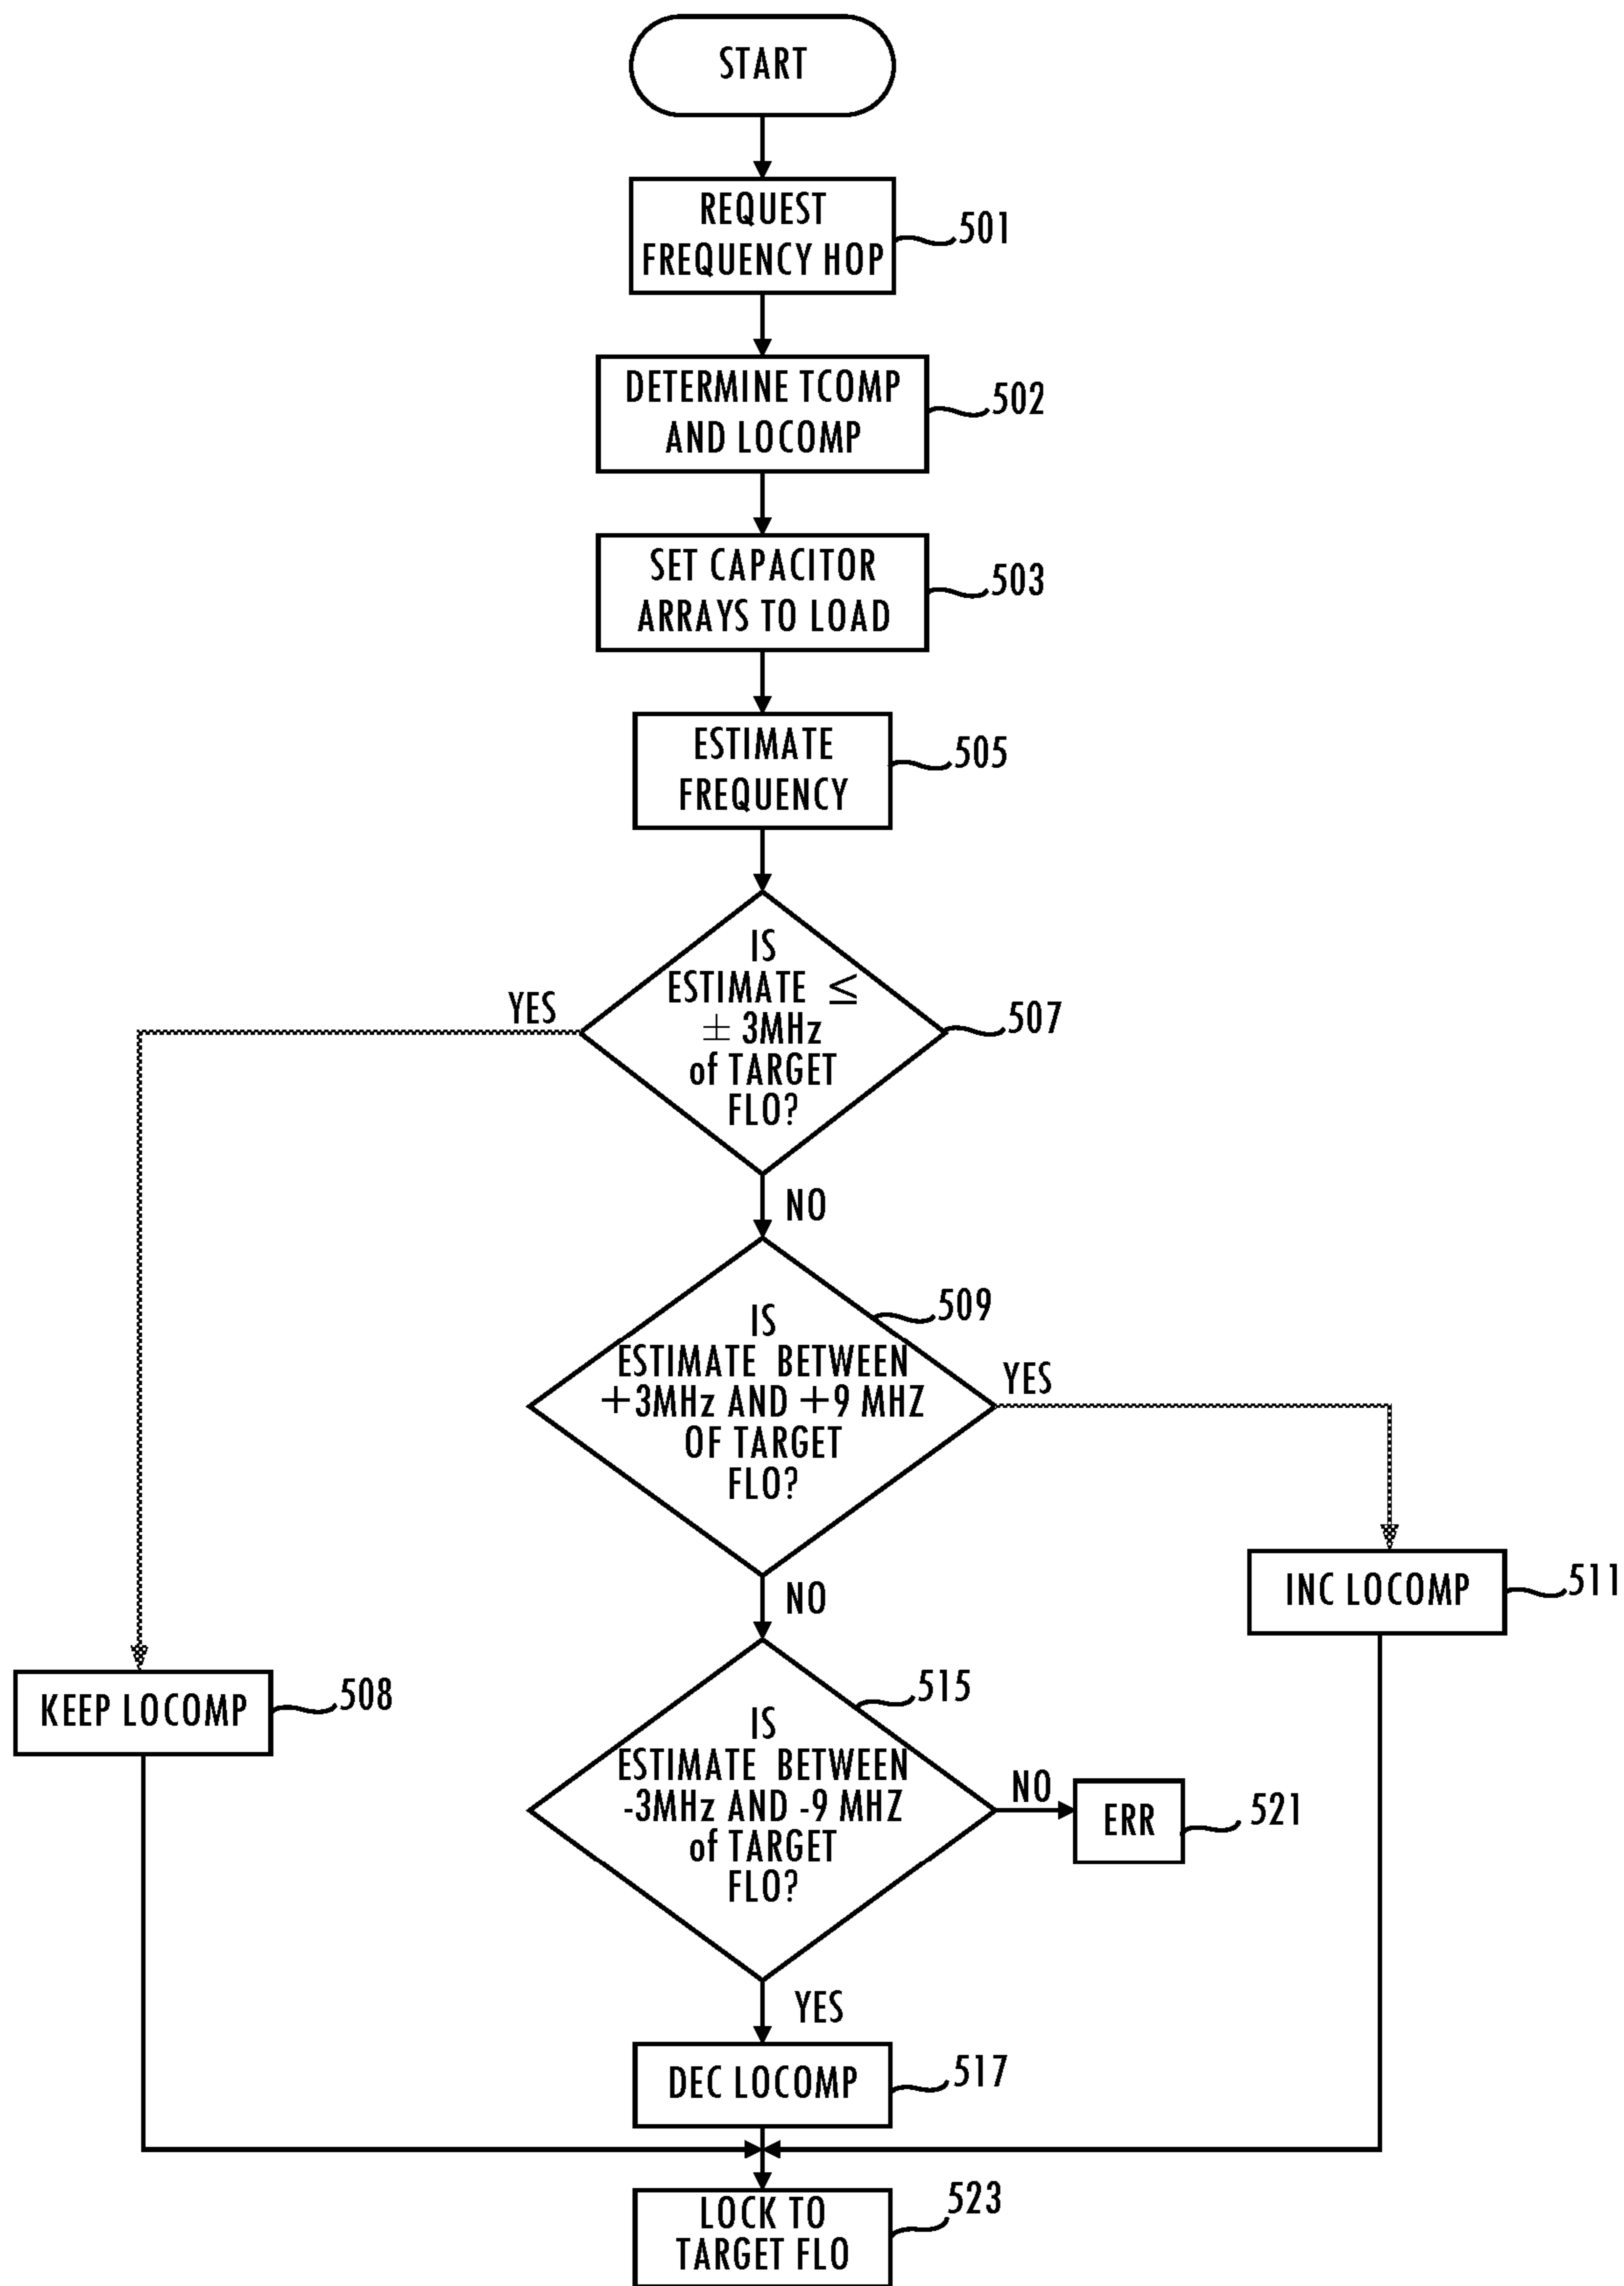 START
REQUEST
FREQUENCY HOP
501
DETERMINE TCOMP
AND LOCOMP
502
SET CAPACITOR
ARRAYS TO LOAD
503
ESTIMATE
FREQUENCY
505
IS
ESTIMATE ≤
± 3MHz
of TARGET
FLO?
507
YES
NO
IS
ESTIMATE BETWEEN
+3MHz AND +9 MHZ
OF TARGET
FLO?
509
YES
NO
INC LOCOMP
511
KEEP LOCOMP
508
IS
ESTIMATE BETWEEN
-3MHz AND -9 MHZ
of TARGET
FLO?
515
NO
ERR
521
YES
DEC LOCOMP
517
LOCK TO
TARGET FLO
523